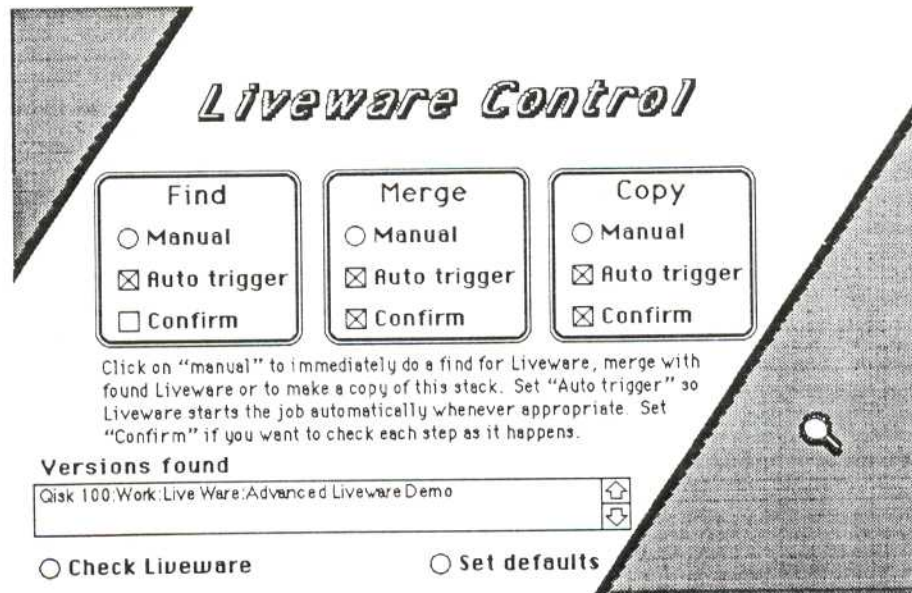 Liveware Control
Find
Manual
Auto trigger
Confirm
Merge
Manual
Auto trigger
Confirm
Copy
Manual
Auto trigger
Confirm
Click on “manual” to immediately do a find for Liveware, merge with
found Liveware or to make a copy of this stack. Set “Auto trigger” so
Liveware starts the job automatically whenever appropriate. Set
“Confirm” if you want to check each step as it happens.
Versions found
Qisk 100:Work:Live Ware:Advanced Liveware Demo
Check Liveware
Set defaults